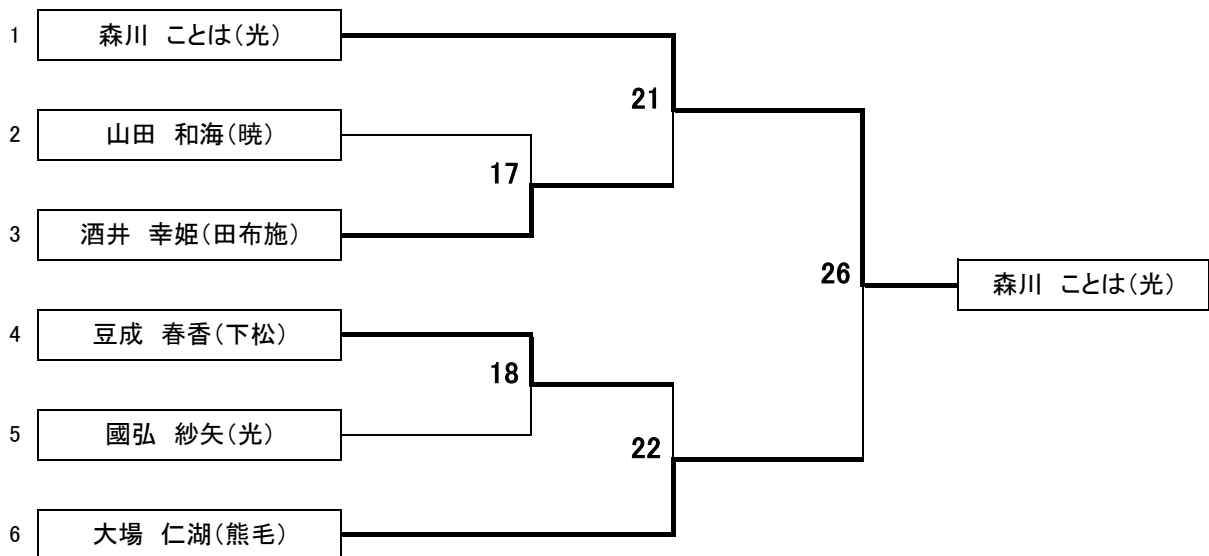 1 森川 ことは(光)
21
2 山田 和海(暁)
17
3 酒井 幸姫(田布施)
26
森川 ことは(光)
4 豆成 春香(下松)
18
5 國弘 紗矢(光)
22
6 大場 仁湖(熊毛)